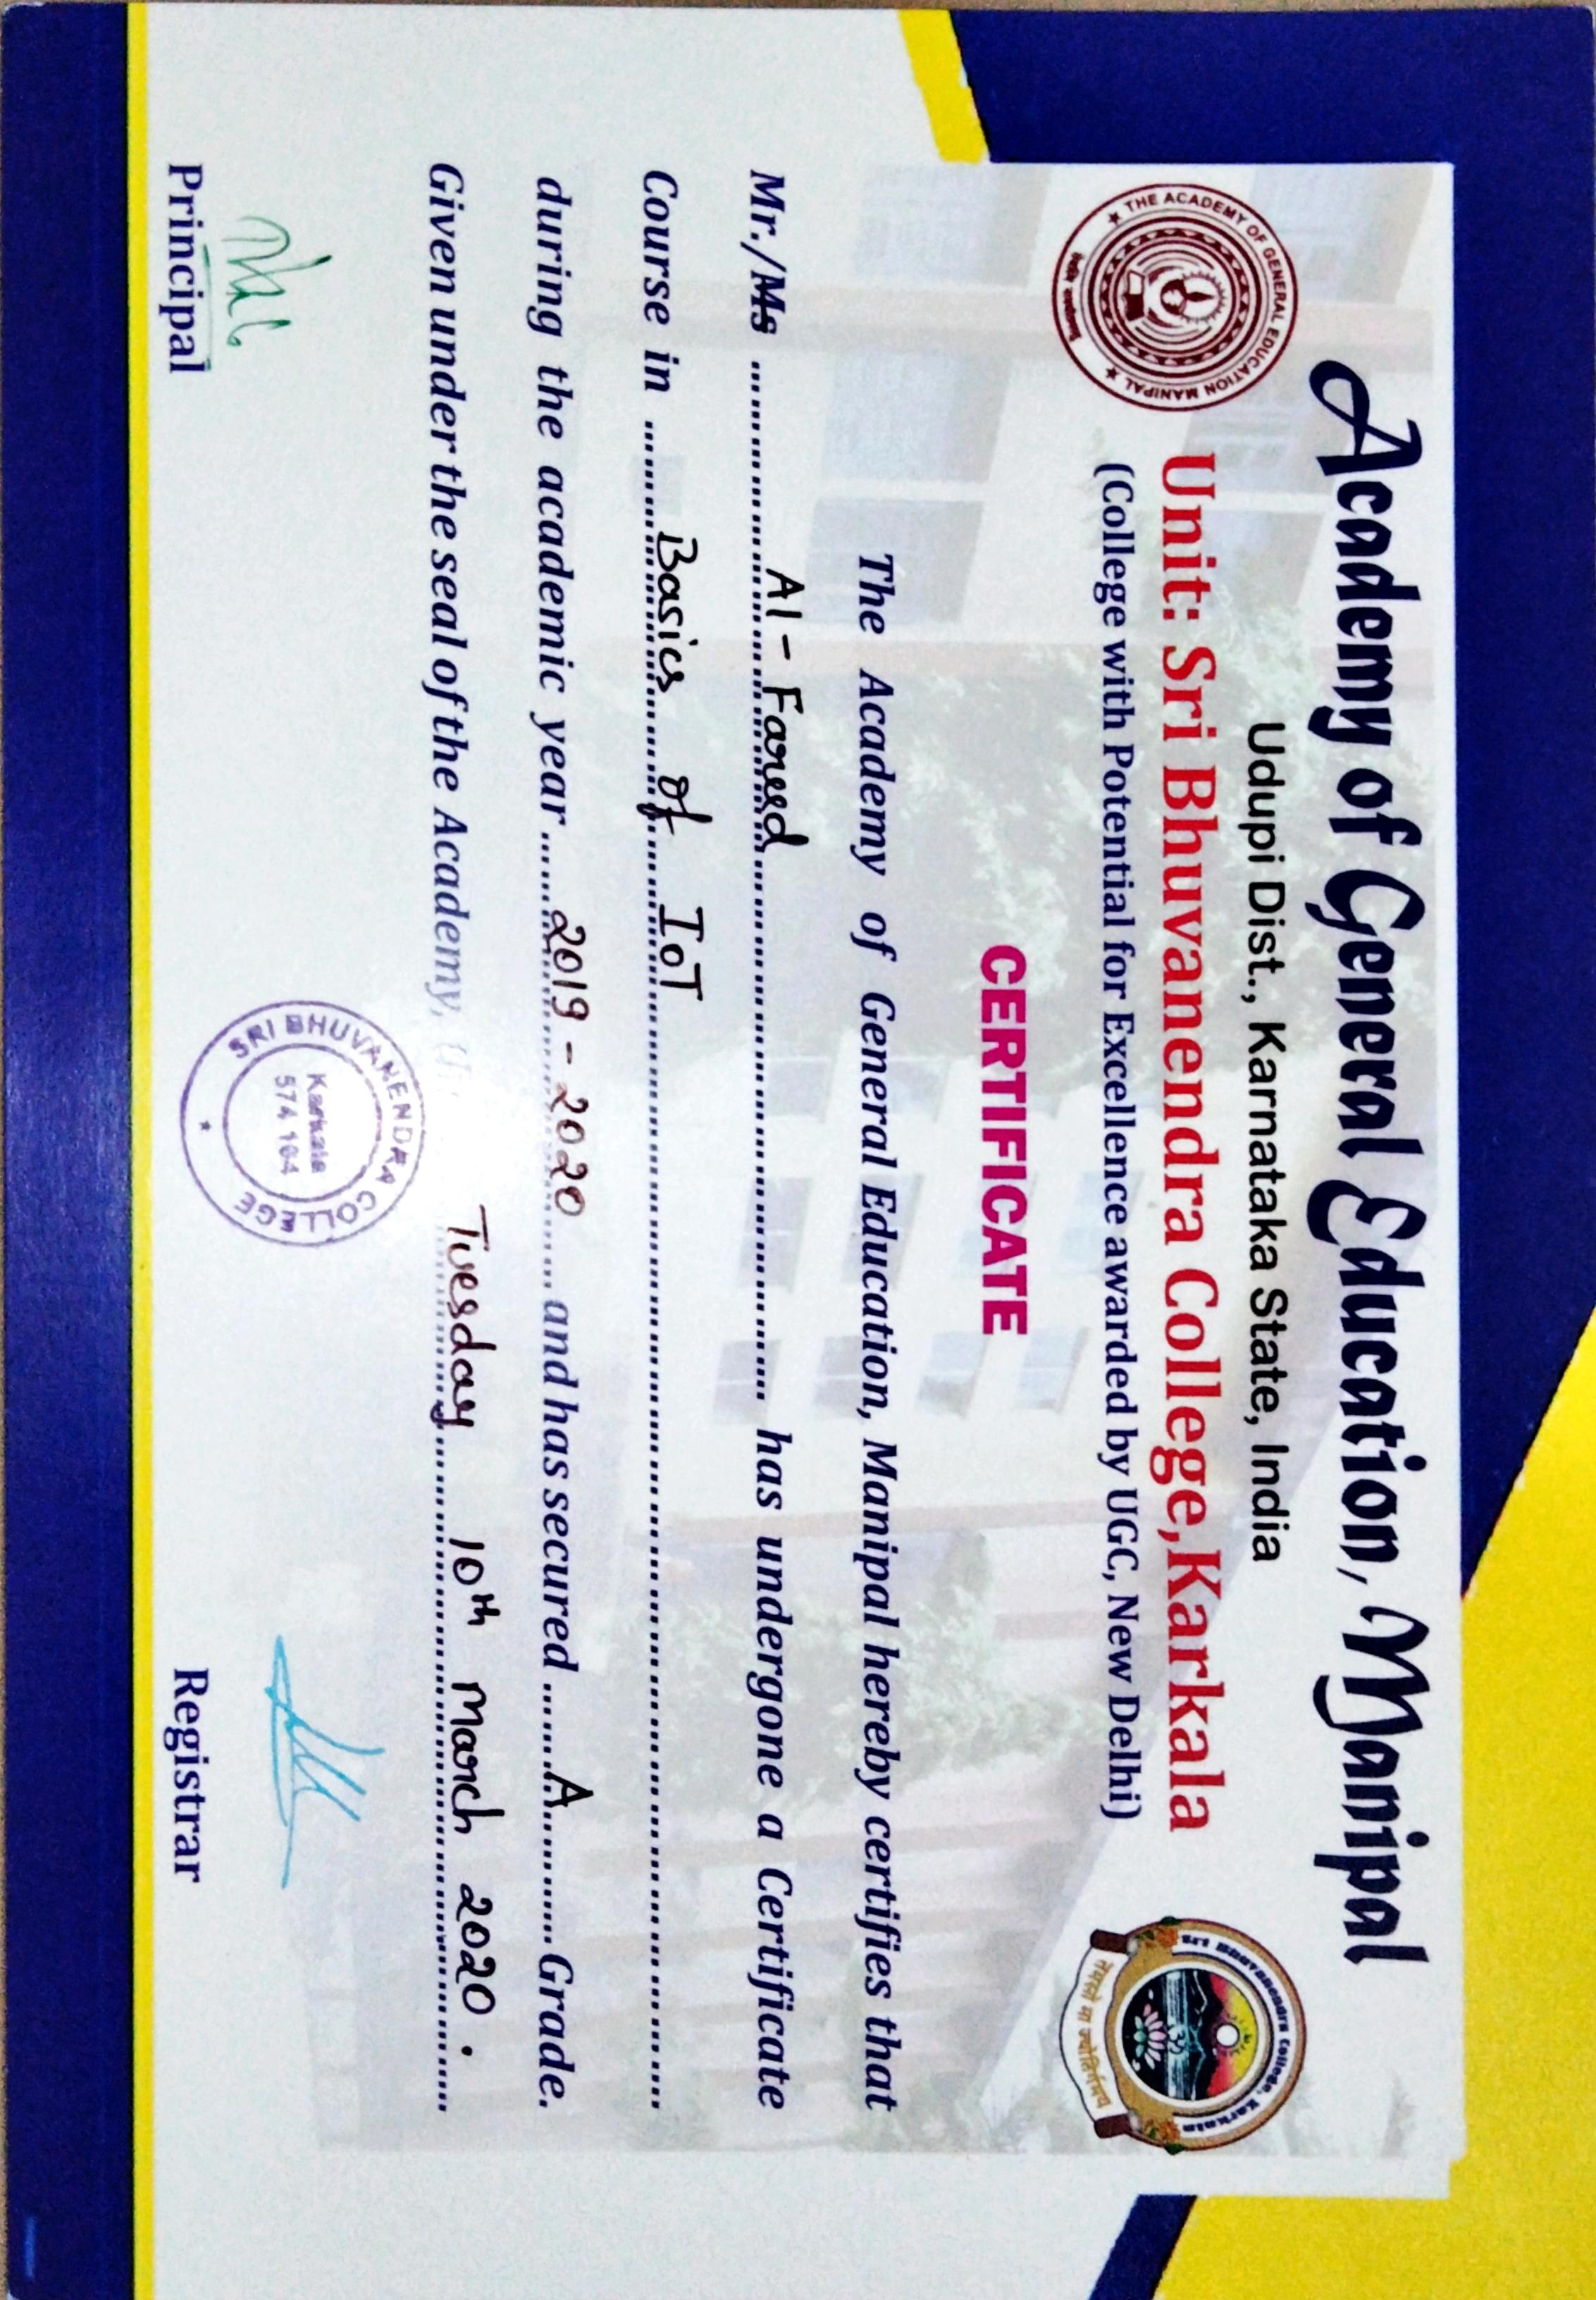 Academy of General Education, Manipal
Udupi Dist., Karnataka State, India
THE ACADEMY OF GENERAL EDUCATION MANIPAL
Unit: Sri Bhuvanendra College,Karkala
Sri Bhuvanendra College, Karkala
ॐ
तमसो मा ज्योतिर्गमय
(College with Potential for Excellence awarded by UGC, New Delhi)
CERTIFICATE
The Academy of General Education, Manipal hereby certifies that
Mr./Ms Al - Fareed has undergone a Certificate
Course in Basics of IoT
during the academic year 2019 - 2020 and has secured A Grade.
Given under the seal of the Academy, Tuesday 10th March 2020.
SRI BHUVANENDRA COLLEGE
Karkala
574 104
Principal
Registrar